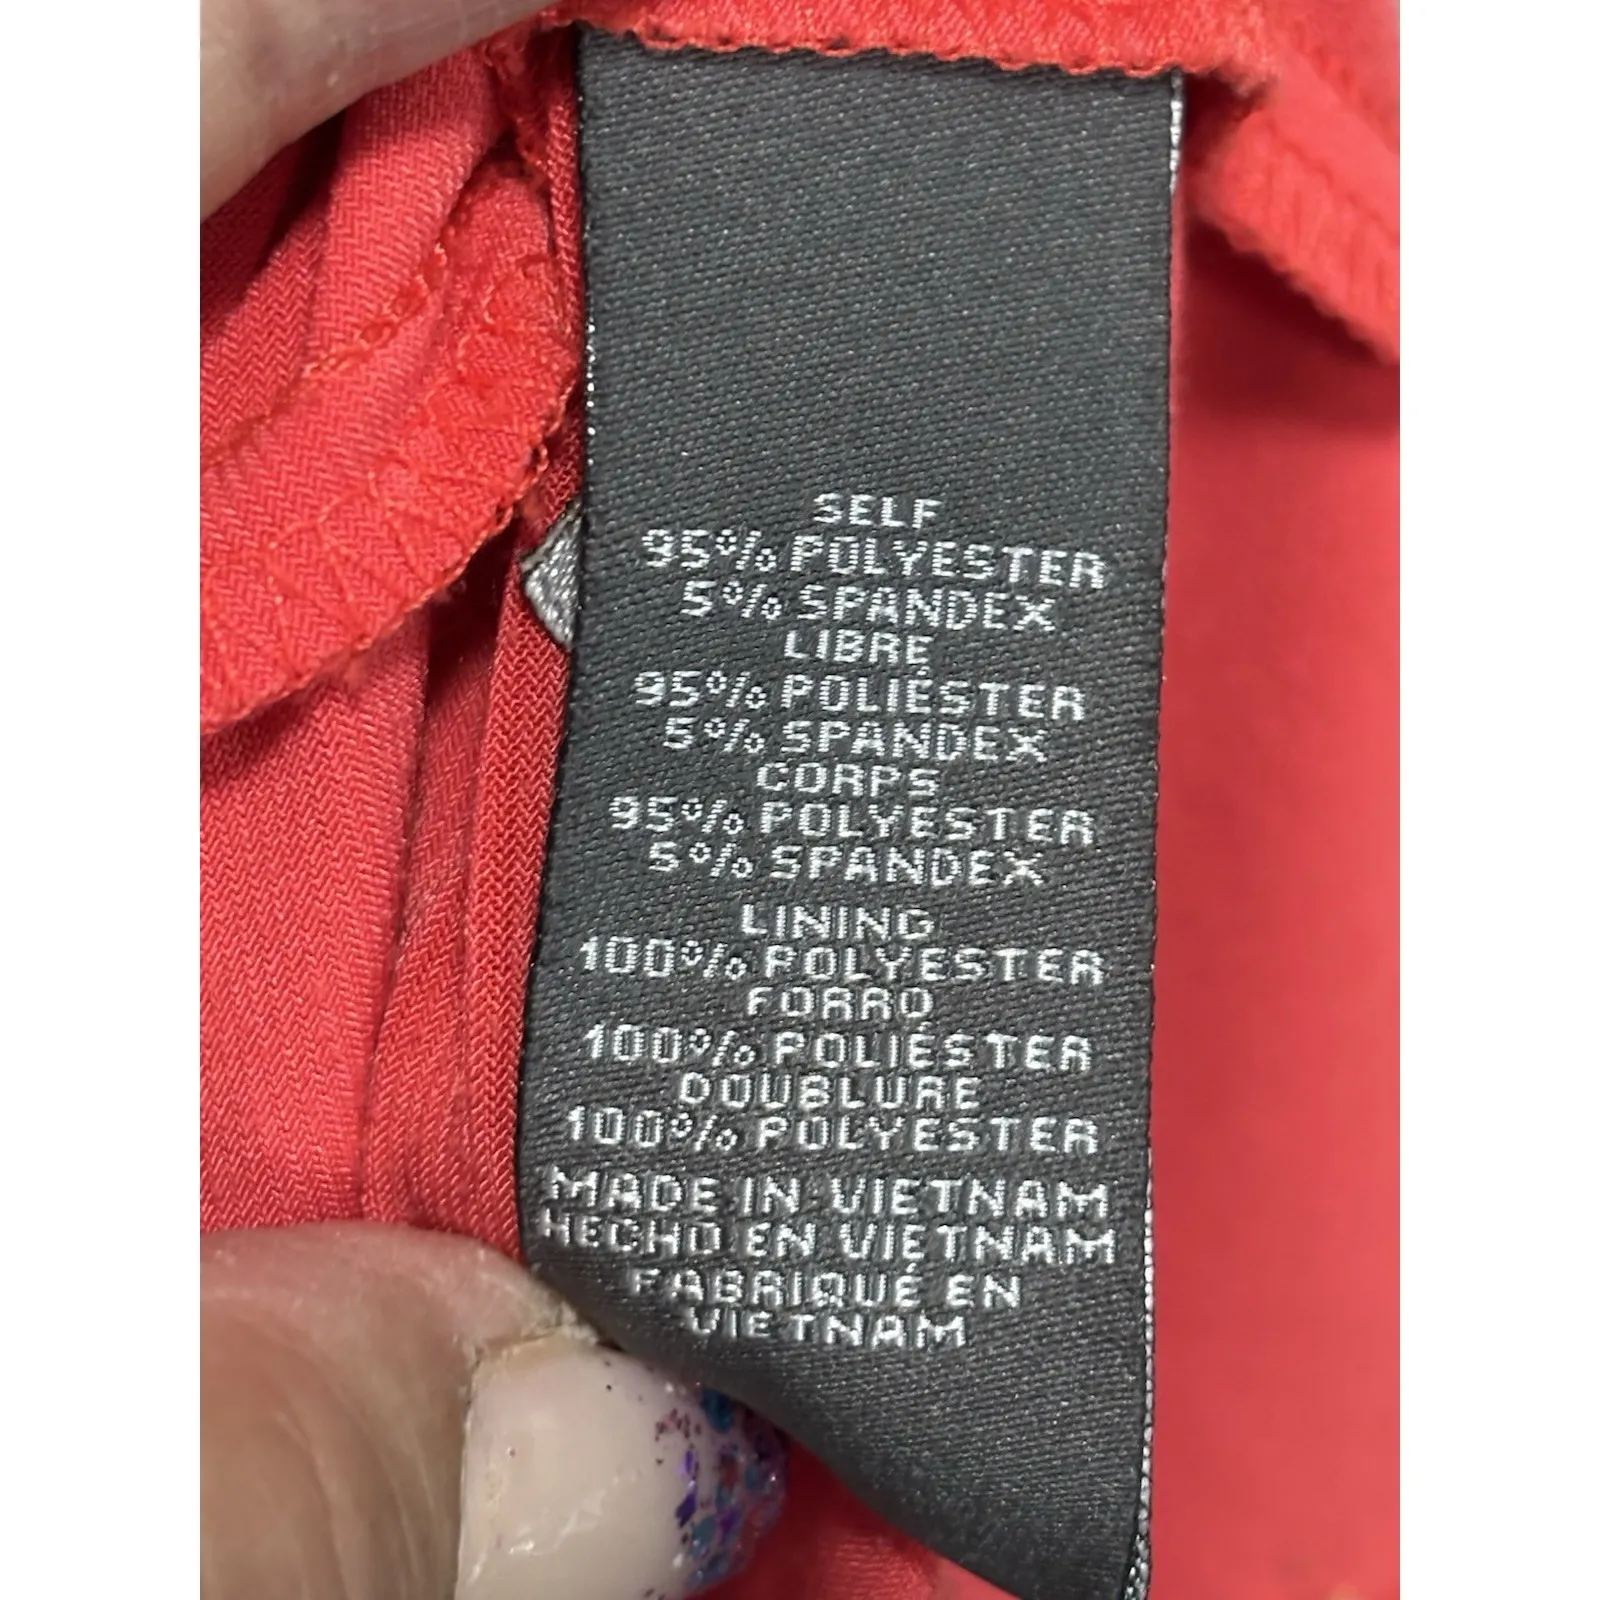 SELF
95% POLYESTER
5% SPANDEX
LIBRE
95% POLIÉSTER
5% SPANDEX
CORPS
95% POLYESTER
5% SPANDEX
LINING
100% POLYESTER
FORRO
100% POLIÉSTER
DOUBLURE
100% POLYESTER
MADE IN VIETNAM
HECHO EN VIETNAM
FABRIQUÉ EN
VIETNAM